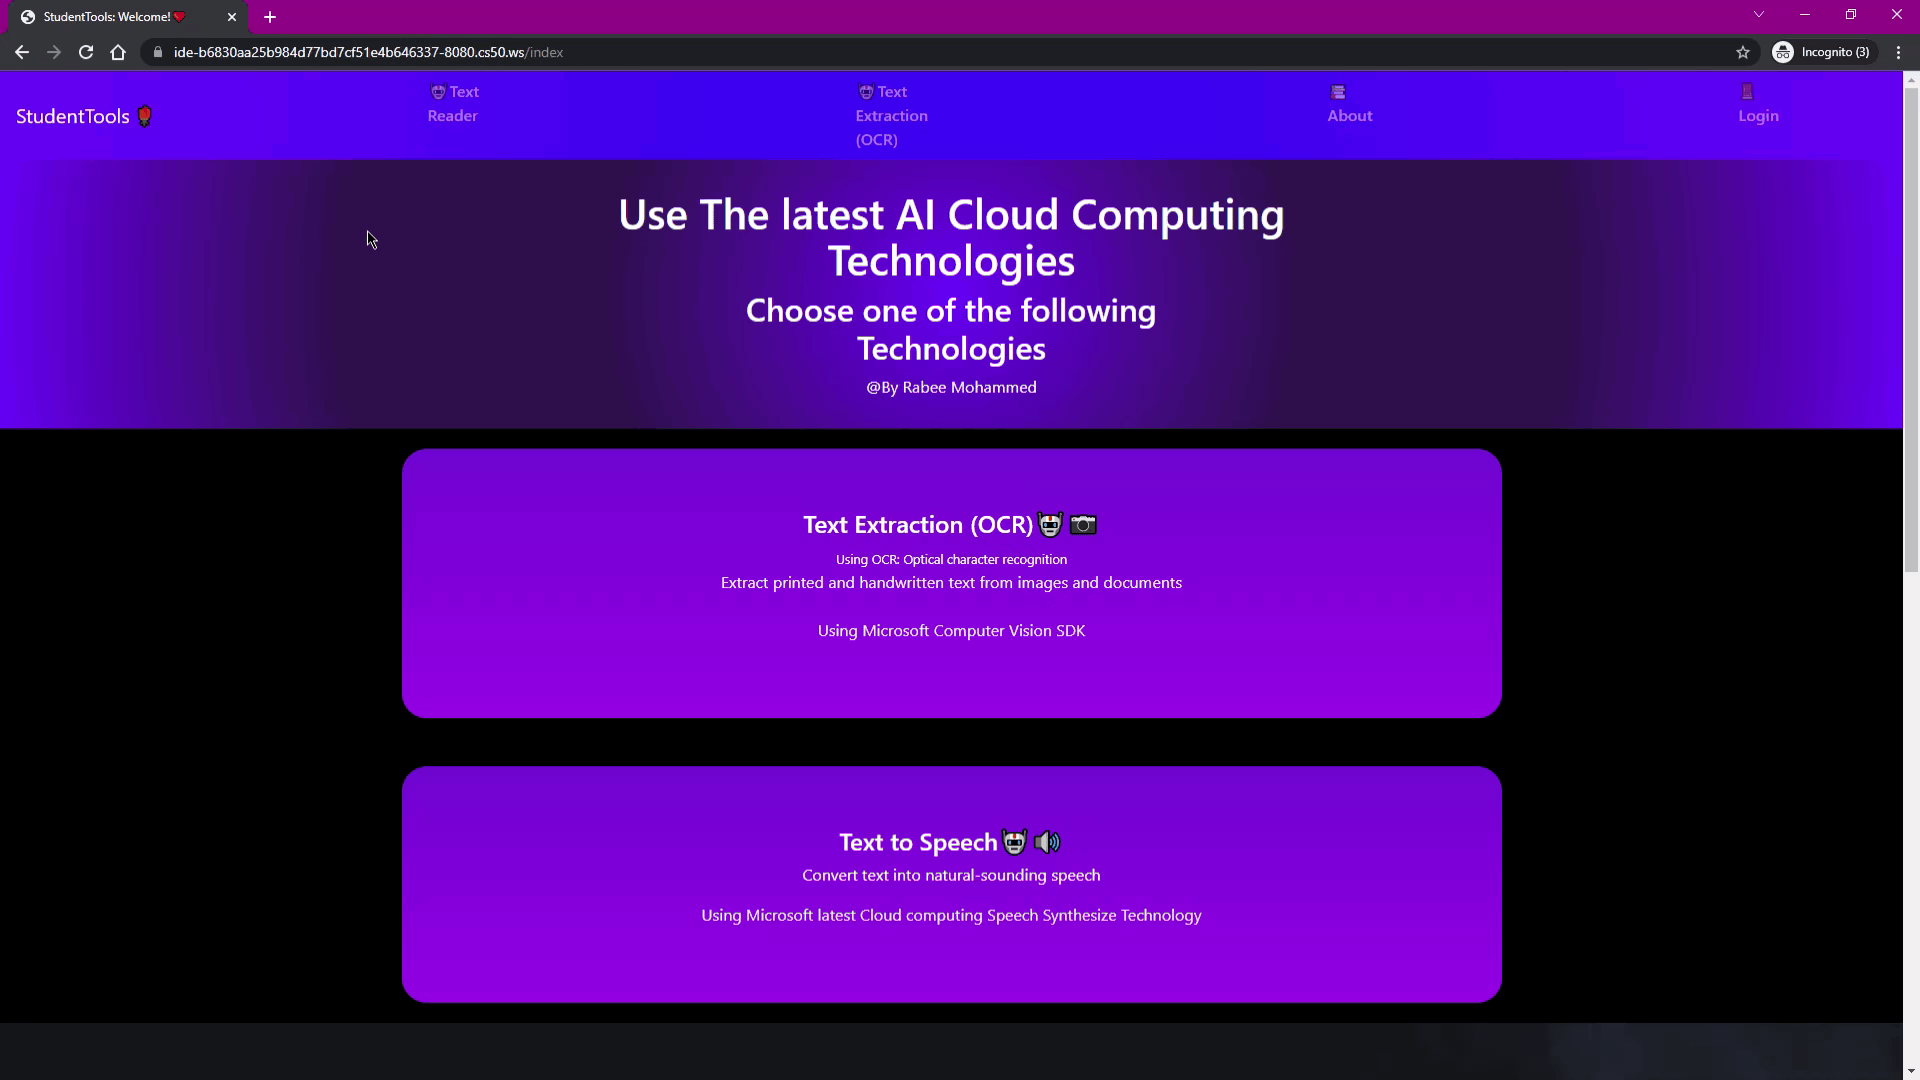 StudentTools: Welcome!
ide-b6830aa25b984d77bd7cf51e4b646337-8080.cs50.ws/index
Incognito (3)
StudentTools
Text
Reader
Text
Extraction
(OCR)
About
Login
Use The latest AI Cloud Computing
Technologies
Choose one of the following
Technologies
@By Rabee Mohammed
Text Extraction (OCR)
Using OCR: Optical character recognition
Extract printed and handwritten text from images and documents
Using Microsoft Computer Vision SDK
Text to Speech
Convert text into natural-sounding speech
Using Microsoft latest Cloud computing Speech Synthesize Technology